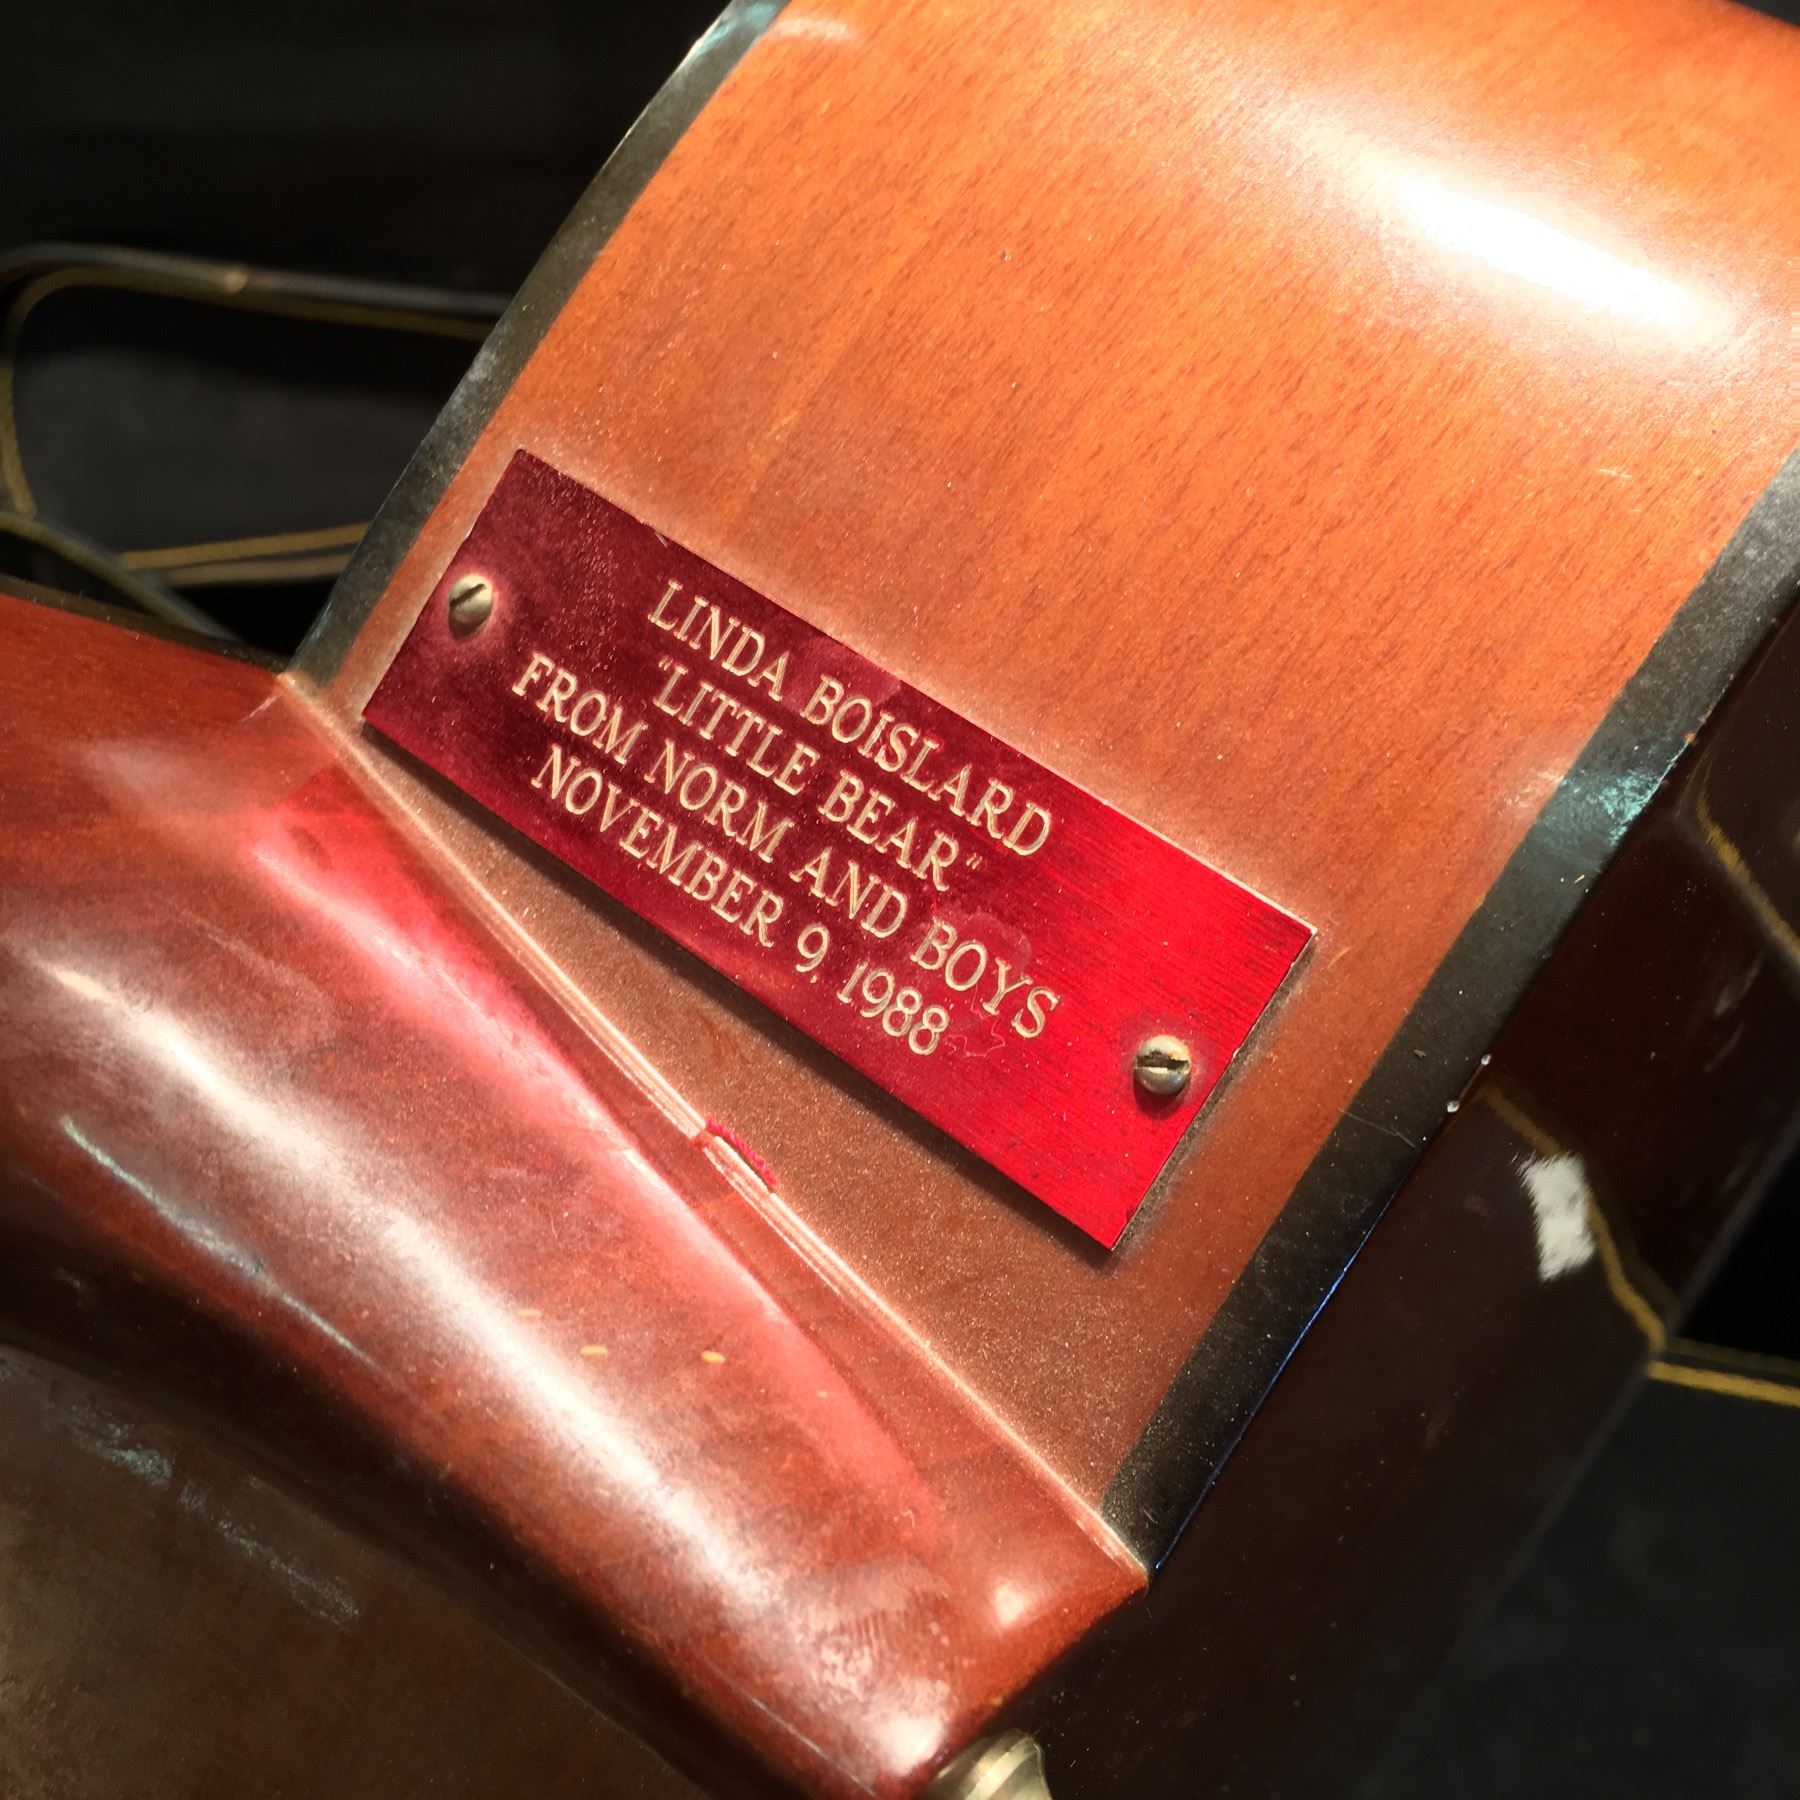 LINDA BOISLARD
"LITTLE BEAR"
FROM NORM AND BOYS
NOVEMBER 9, 1988